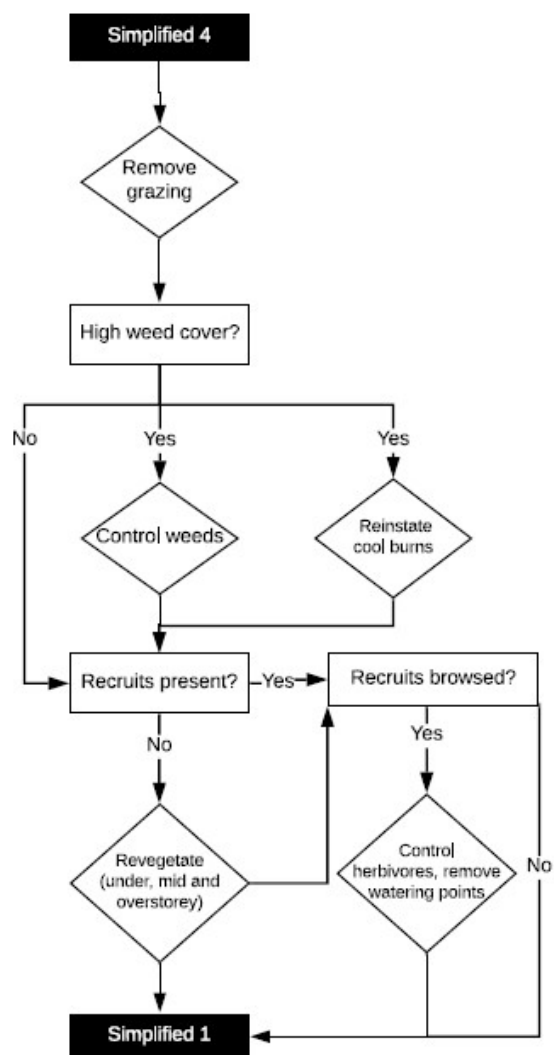 Simplified 4
Remove
grazing
High weed cover?
No
Yes
Yes
Control weeds
Reinstate
cool burns
Recruits present?
Yes
Recruits browsed?
No
Yes
Revegetate
(under, mid and
overstorey)
Control
herbivores, remove
watering points
No
Simplified 1